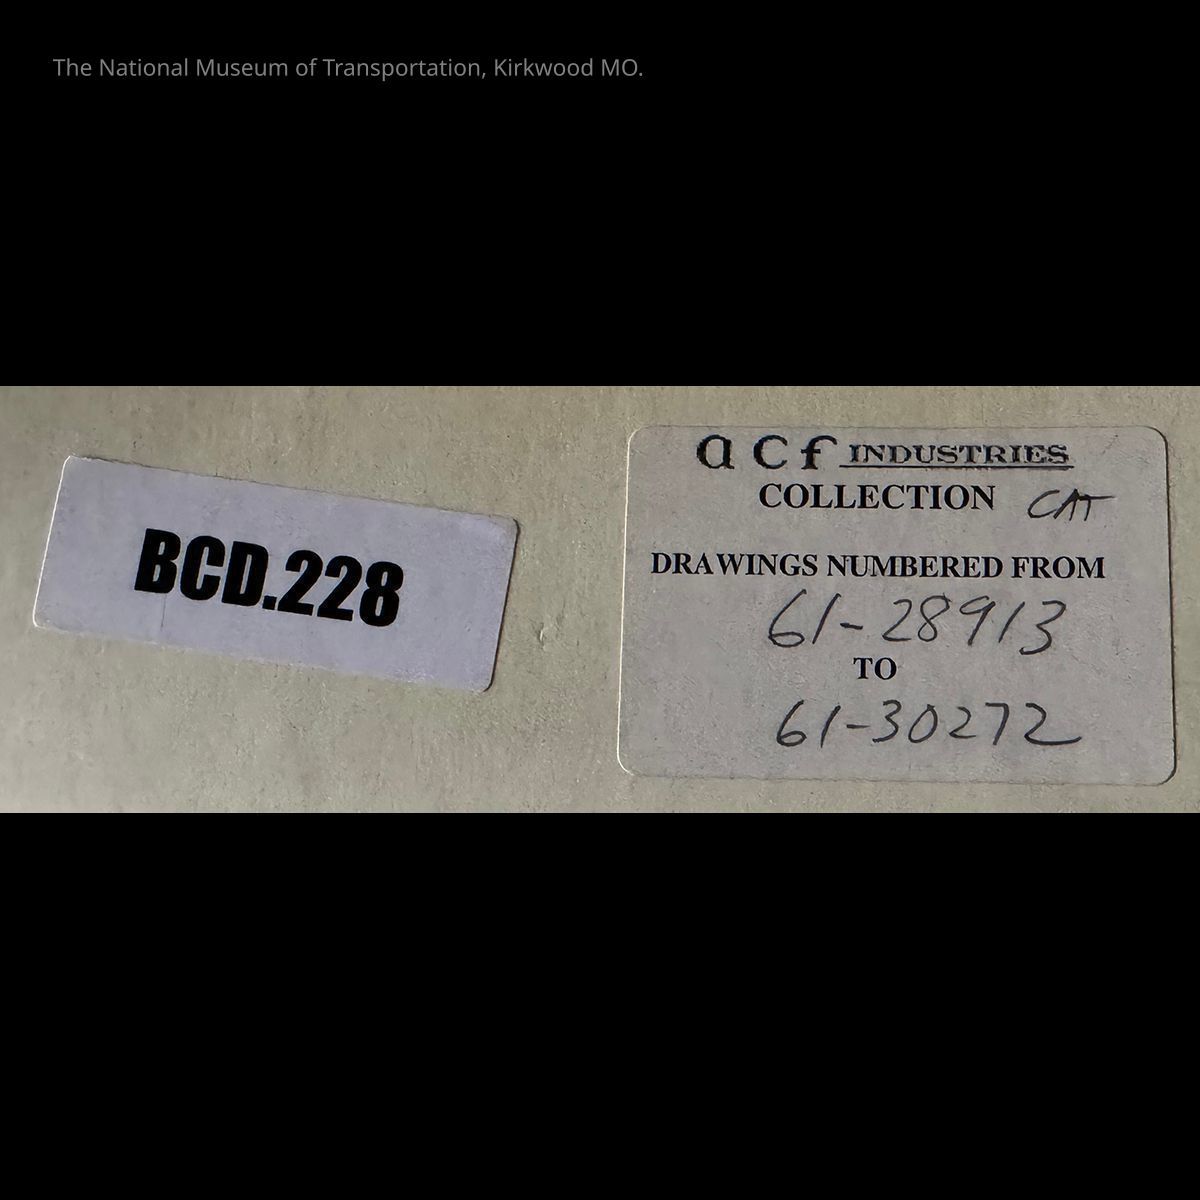 The National Museum of Transportation, Kirkwood MO.
BCD.228
acf INDUSTRIES
COLLECTION CAT
DRAWINGS NUMBERED FROM
61-28913
TO
61-30272